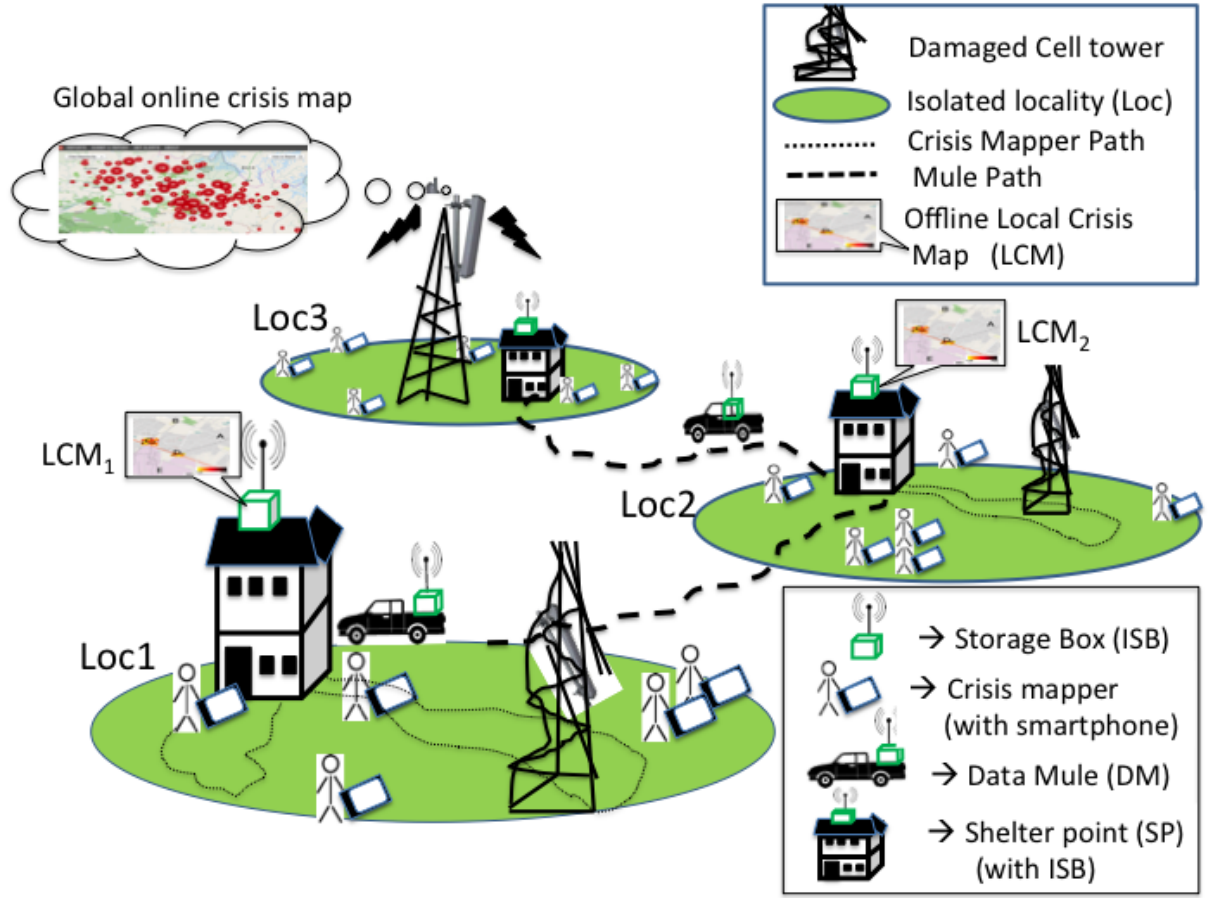 Global online crisis map
Damaged Cell tower
Isolated locality (Loc)
Crisis Mapper Path
Mule Path
Offline Local Crisis
Map (LCM)
Loc3
LCM2
LCM1
Loc2
Loc1
→ Storage Box (ISB)
→ Crisis mapper
(with smartphone)
→ Data Mule (DM)
→ Shelter point (SP)
(with ISB)